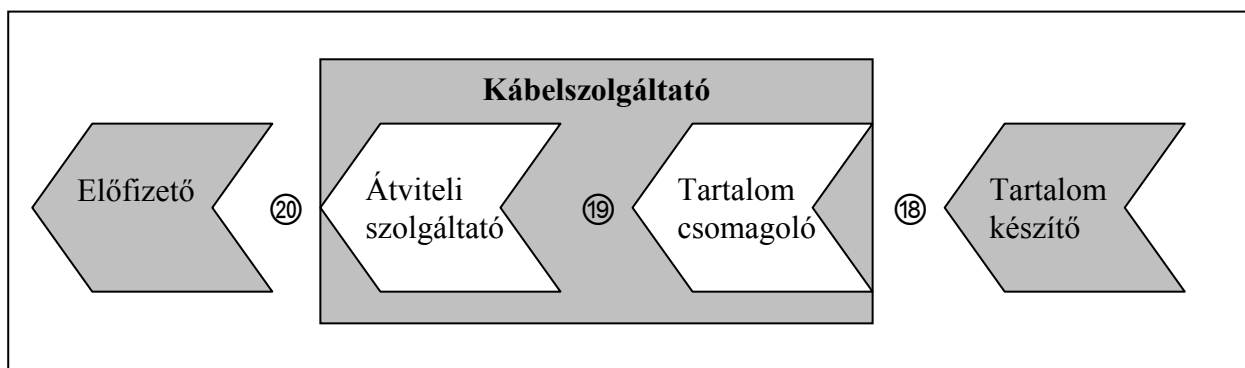 Kábelszolgáltató
Előfizető
⑳
Átviteli
szolgáltató
⑲
Tartalom
csomagoló
⑱
Tartalom
készítő